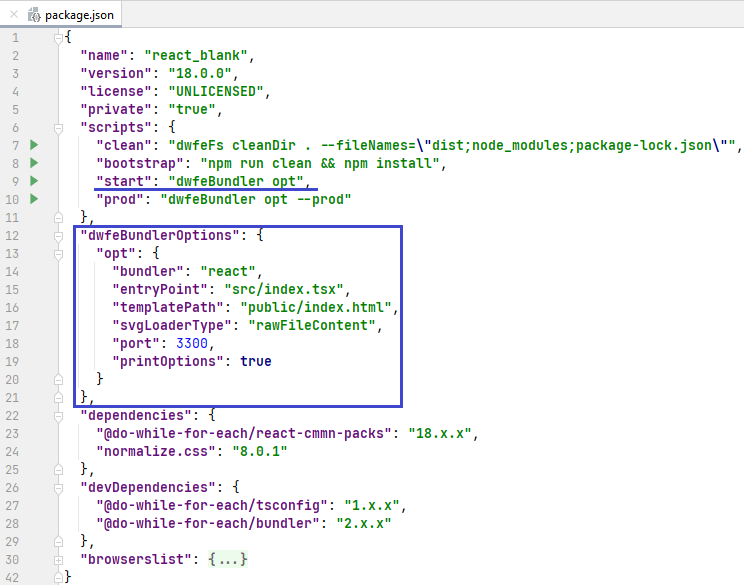 package.json
1 {
2 "name": "react_blank",
3 "version": "18.0.0",
4 "license": "UNLICENSED",
5 "private": "true",
6 "scripts": {
7 "clean": "dwfeFs cleanDir . --fileNames=\"dist;node_modules;package-lock.json\"",
8 "bootstrap": "npm run clean && npm install",
9 "start": "dwfeBundler opt",
10 "prod": "dwfeBundler opt --prod"
11 },
12 "dwfeBundlerOptions": {
13 "opt": {
14 "bundler": "react",
15 "entryPoint": "src/index.tsx",
16 "templatePath": "public/index.html",
17 "svgLoaderType": "rawFileContent",
18 "port": 3300,
19 "printOptions": true
20 }
21 },
22 "dependencies": {
23 "@do-while-for-each/react-cmmn-packs": "18.x.x",
24 "normalize.css": "8.0.1"
25 },
26 "devDependencies": {
27 "@do-while-for-each/tsconfig": "1.x.x",
28 "@do-while-for-each/bundler": "2.x.x"
29 },
30 "browserslist": {...}
42 }